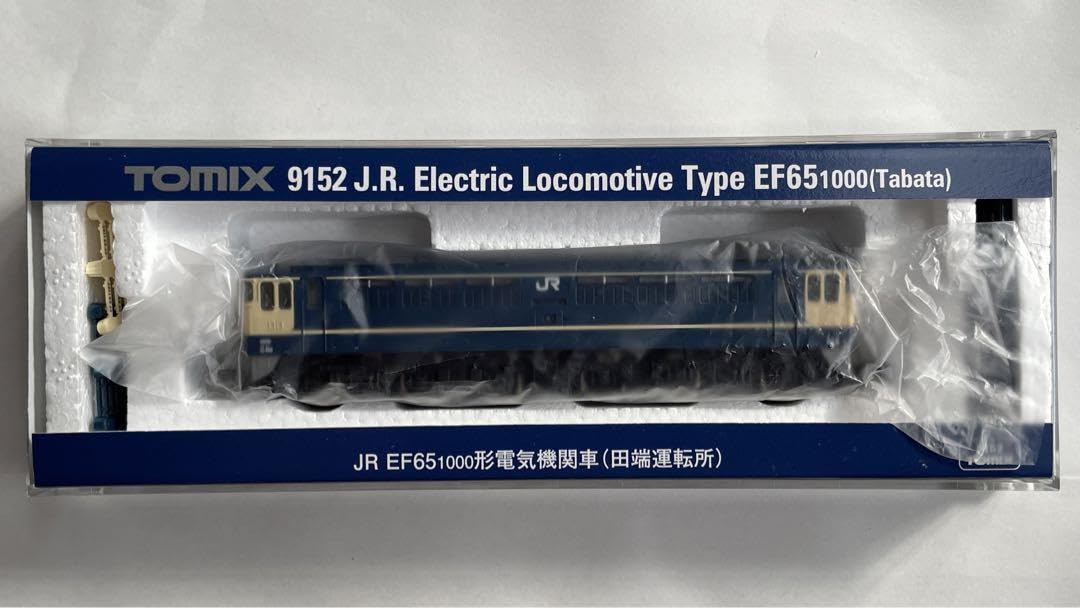 TOMIX 9152 J.R. Electric Locomotive Type EF651000(Tabata)
JR
JR EF651000形電気機関車(田端運転所)